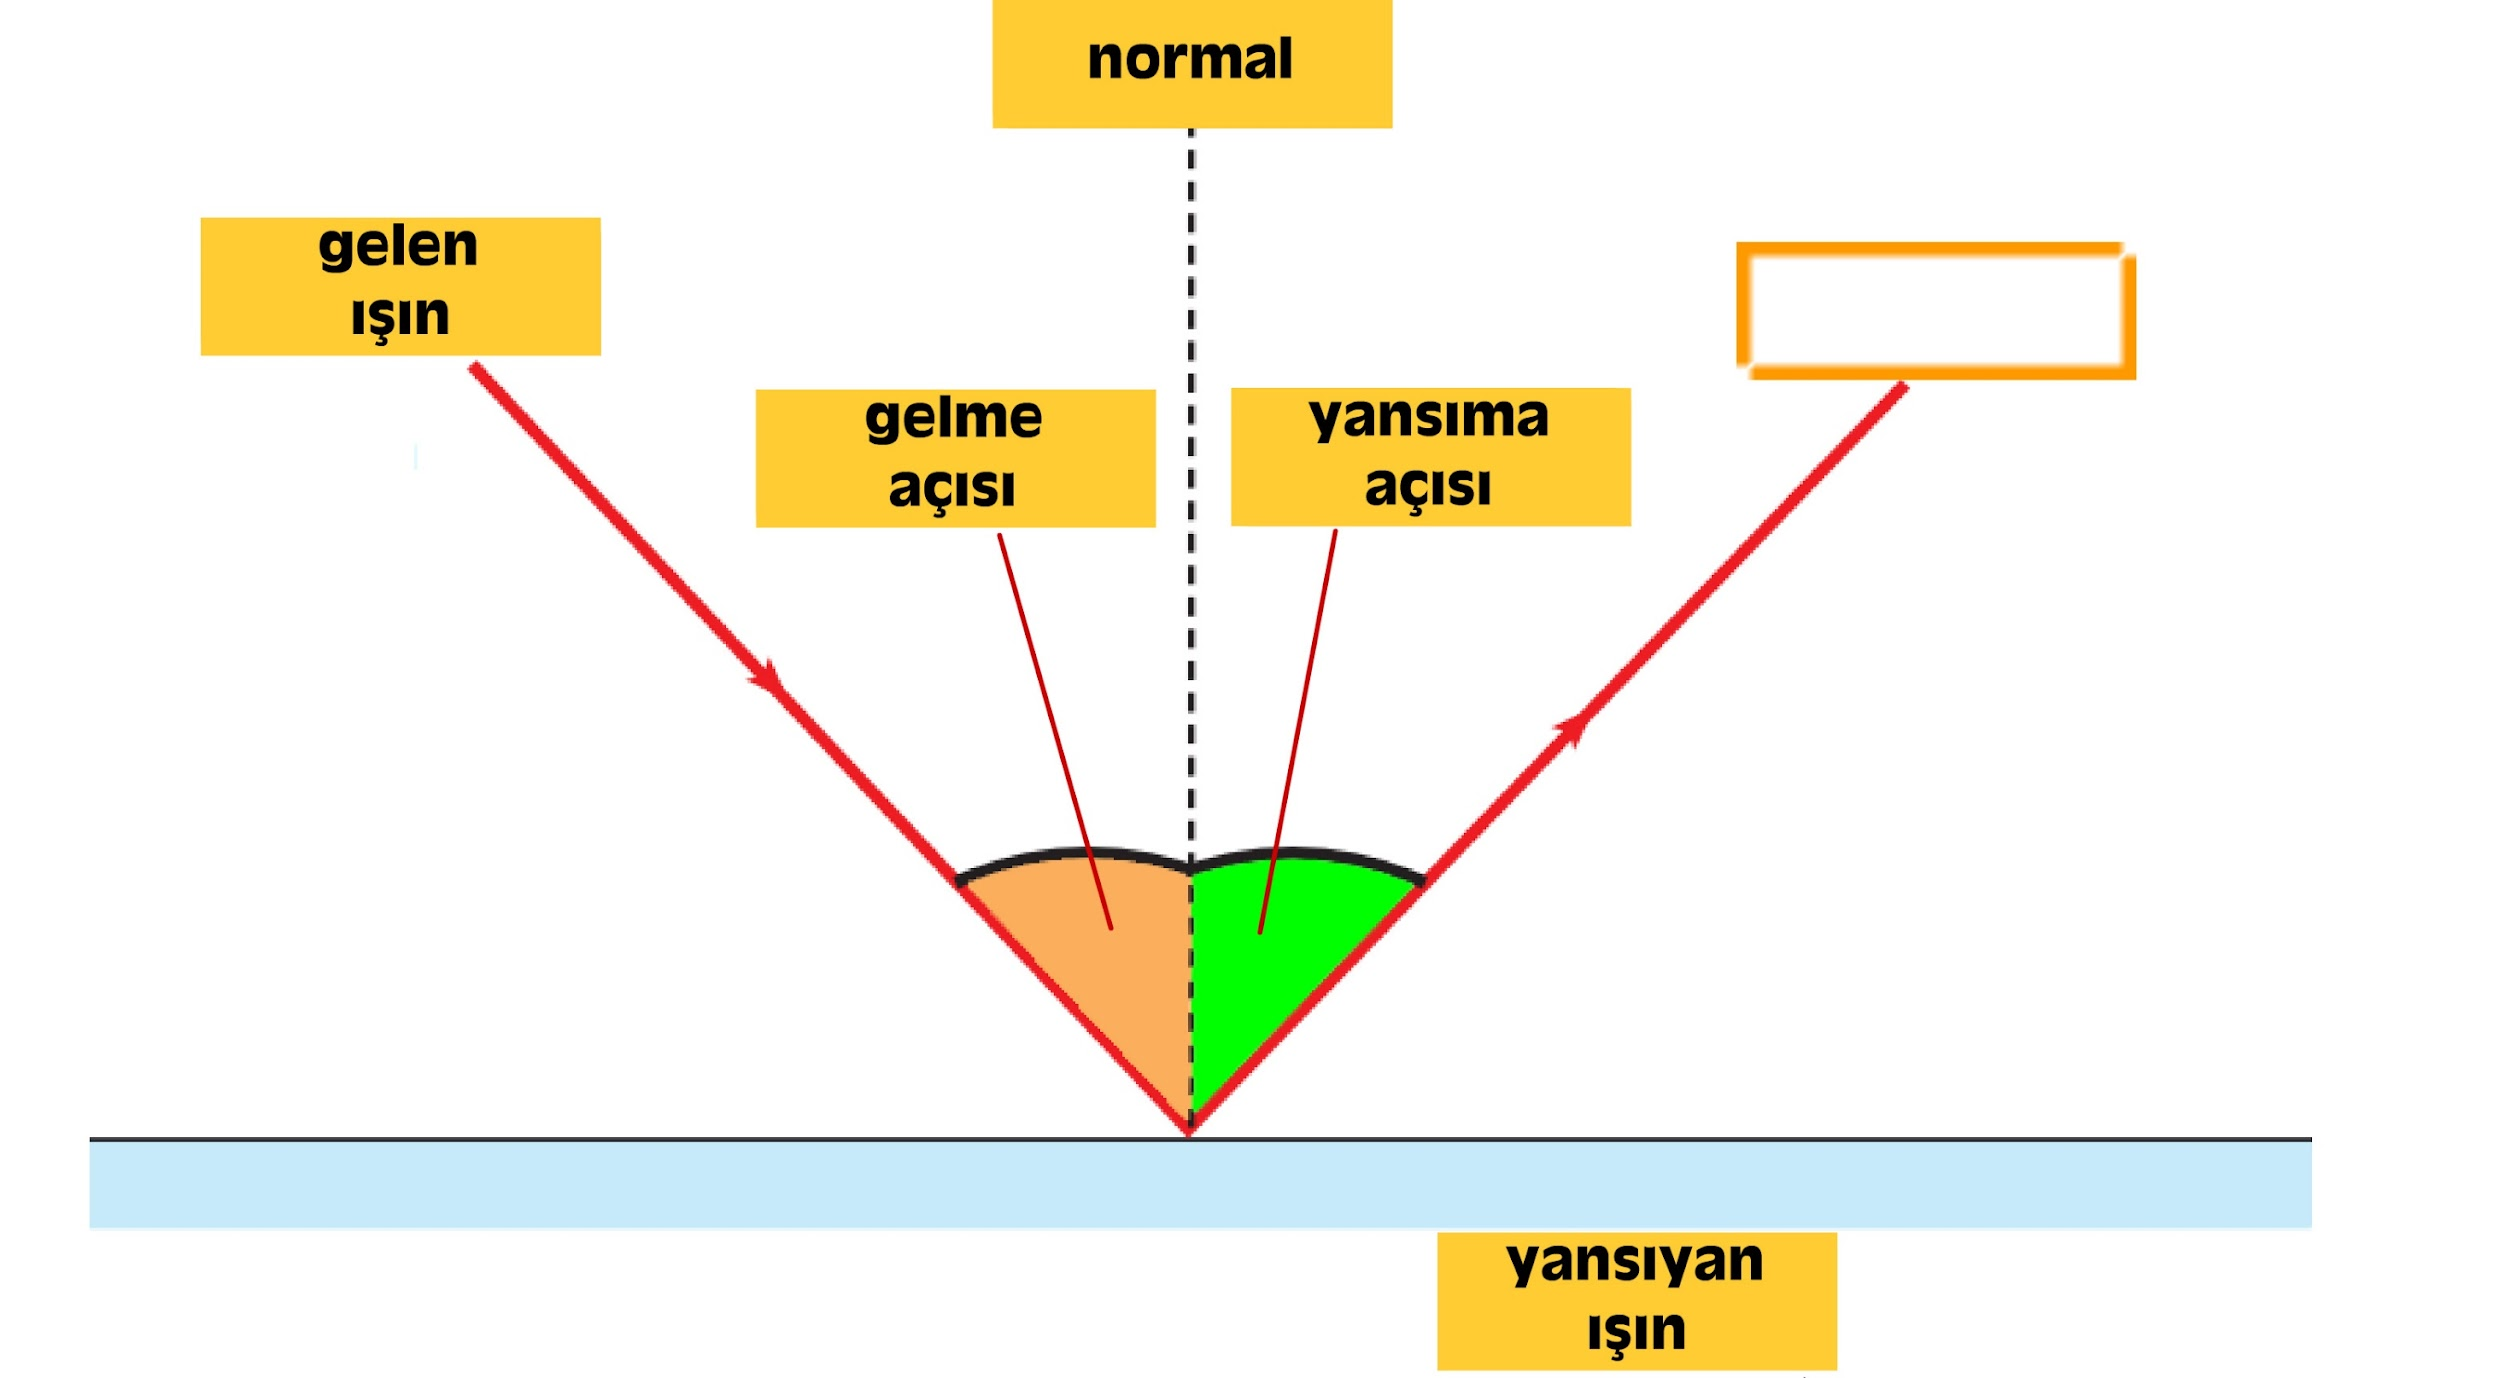 normal
gelen
ışın
gelme
açısı
yansıma
açısı
yansıyan
ışın